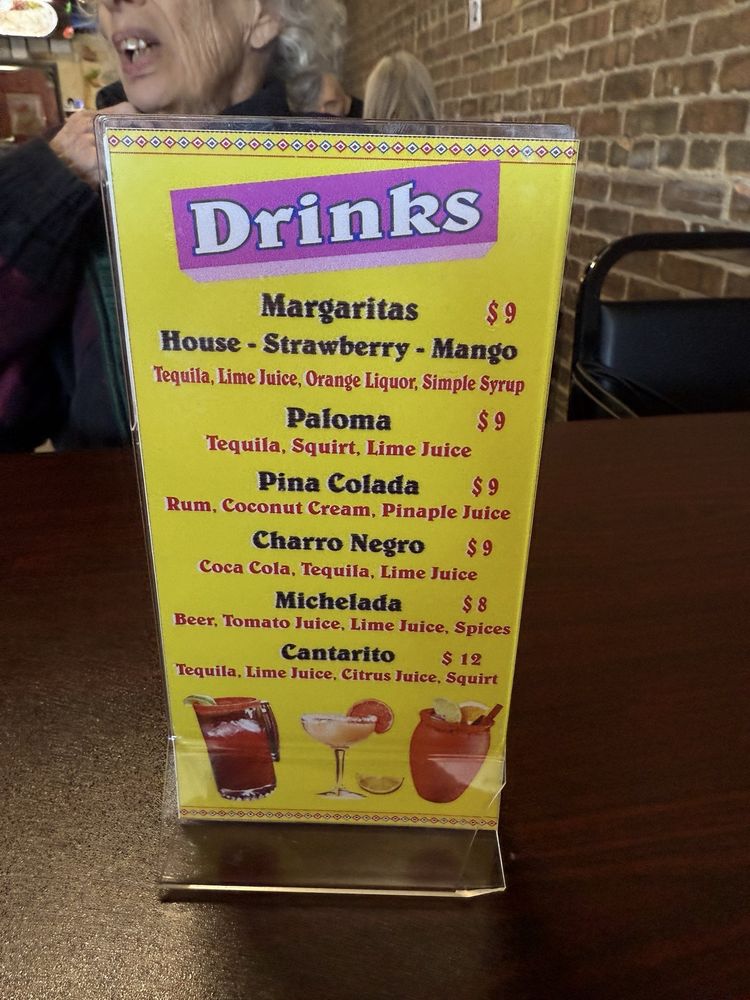 Drinks
Margaritas $9
House - Strawberry - Mango
Tequila, Lime Juice, Orange Liquor, Simple Syrup
Paloma $9
Tequila, Squirt, Lime Juice
Pina Colada $9
Rum, Coconut Cream, Pinaple Juice
Charro Negro $9
Coca Cola, Tequila, Lime Juice
Michelada $8
Beer, Tomato Juice, Lime Juice, Spices
Cantarito $12
Tequila, Lime Juice, Citrus Juice, Squirt